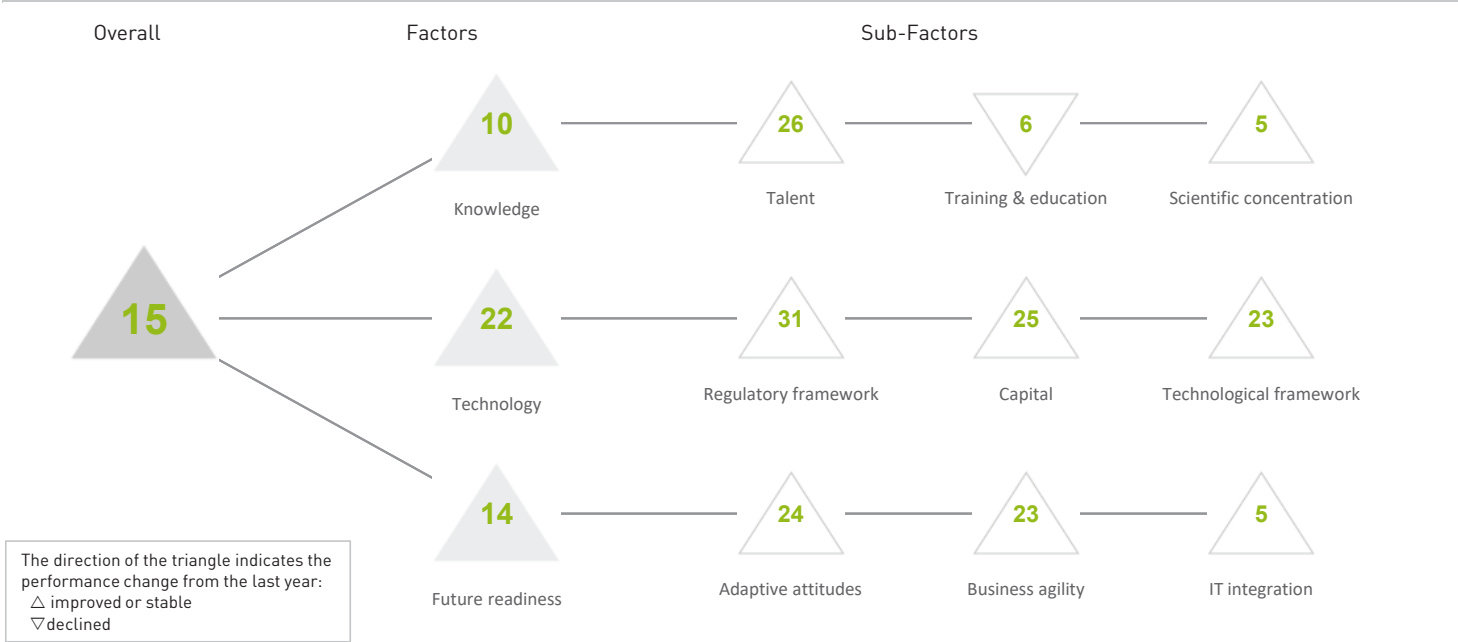 Overall
Factors
Sub-Factors
10
26
6
5
Knowledge
Talent
Training & education
Scientific concentration
15
22
31
25
23
Technology
Regulatory framework
Capital
Technological framework
14
24
23
5
Future readiness
Adaptive attitudes
Business agility
IT integration
The direction of the triangle indicates the
performance change from the last year:
△ improved or stable
▽ declined